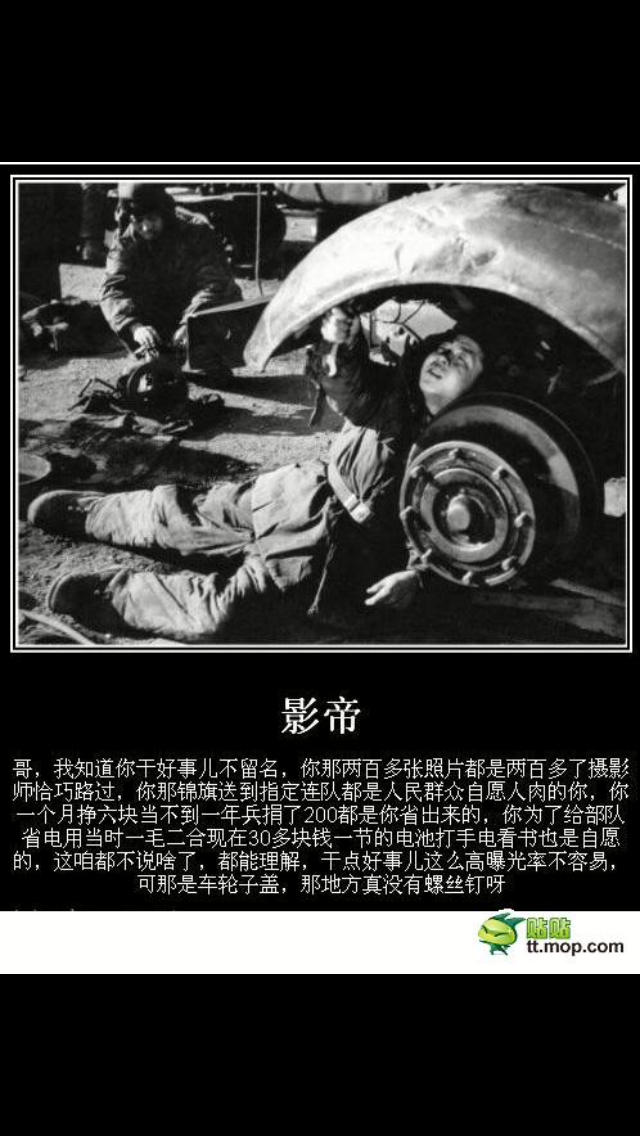 影帝
哥，我知道你干好事儿不留名，你那两百多张照片都是两百多了摄影
师恰巧路过，你那锦旗送到指定连队都是人民群众自愿人肉的你，你
一个月挣六块当不到一年兵捐了200都是你省出来的，你为了给部队
省电用当时一毛二合现在30多块钱一节的电池打手电看书也是自愿
的，这咱都不说啥了，都能理解，干点好事儿这么高曝光率不容易，
可那是车轮子盖，那地方真没有螺丝钉呀
贴贴
tt.mop.com